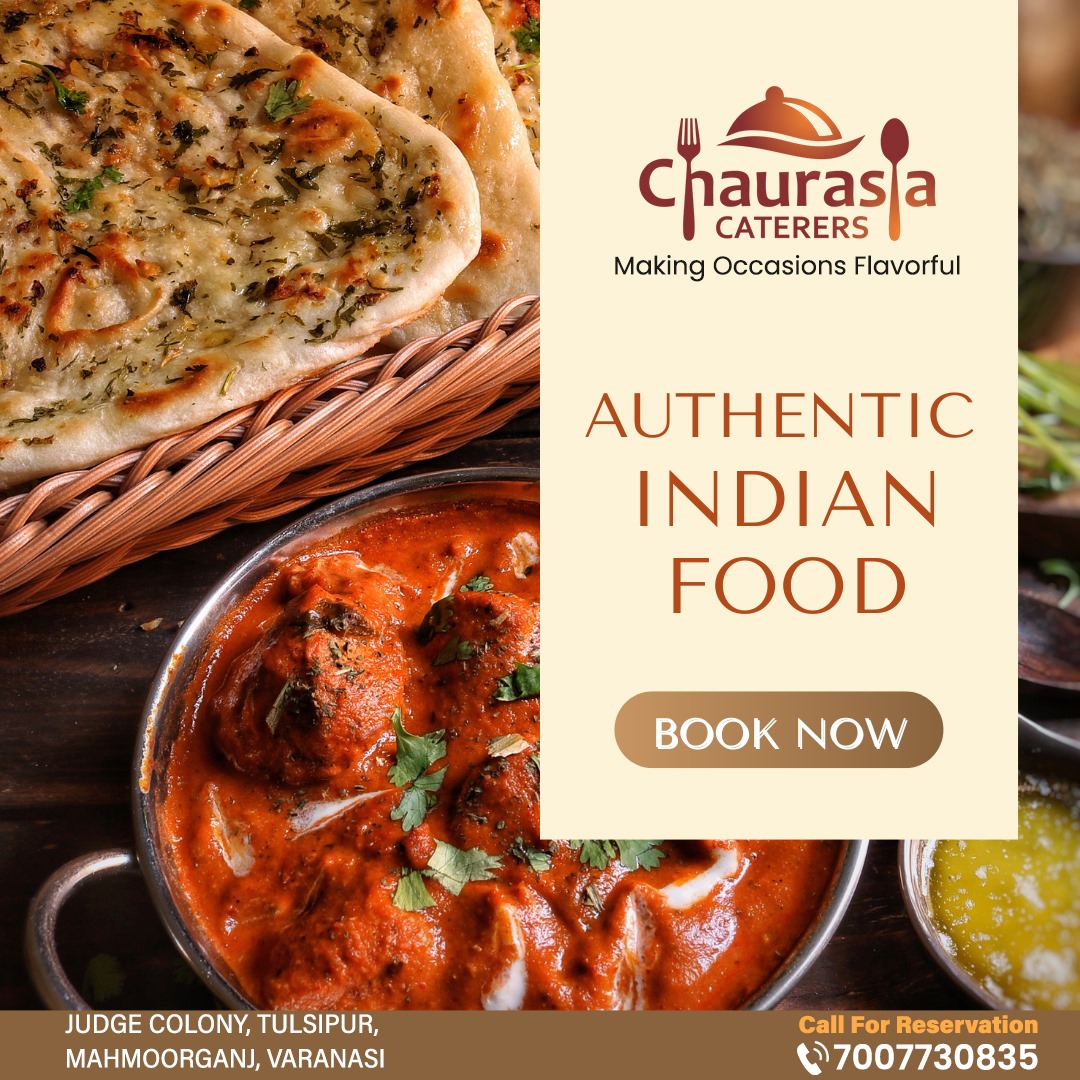 Chaurasia
CATERERS
Making Occasions Flavorful
AUTHENTIC
INDIAN
FOOD
BOOK NOW
JUDGE COLONY, TULSIPUR,
MAHMOORGANJ, VARANASI
Call For Reservation
7007730835